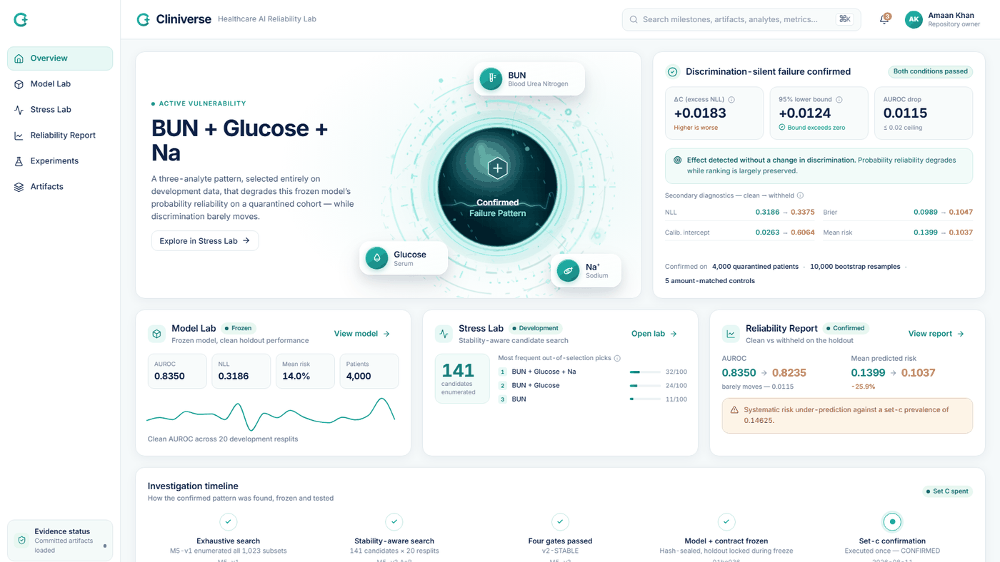 Cliniverse
Healthcare AI Reliability Lab
Search milestones, artifacts, analytes, metrics...
⌘K
3
AK
Amaan Khan
Repository owner
Overview
Model Lab
Stress Lab
Reliability Report
Experiments
Artifacts
Evidence status
Committed artifacts
loaded
ACTIVE VULNERABILITY
BUN + Glucose +
Na
A three-analyte pattern, selected entirely on
development data, that degrades this frozen model's
probability reliability on a quarantined cohort — while
discrimination barely moves.
Explore in Stress Lab →
BUN
Blood Urea Nitrogen
Confirmed
Failure Pattern
Glucose
Serum
Na⁺
Sodium
Discrimination-silent failure confirmed
Both conditions passed
ΔC (excess NLL)
+0.0183
Higher is worse
95% lower bound
+0.0124
Bound exceeds zero
AUROC drop
0.0115
≤ 0.02 ceiling
Effect detected without a change in discrimination. Probability reliability degrades
while ranking is largely preserved.
Secondary diagnostics — clean → withheld
NLL 0.3186 → 0.3375
Brier 0.0989 → 0.1047
Calib. intercept 0.0263 → 0.6064
Mean risk 0.1399 → 0.1037
Confirmed on 4,000 quarantined patients · 10,000 bootstrap resamples ·
5 amount-matched controls
Model Lab
Frozen
Frozen model, clean holdout performance
View model →
AUROC
0.8350
NLL
0.3186
Mean risk
14.0%
Patients
4,000
Clean AUROC across 20 development resplits
Stress Lab
Development
Stability-aware candidate search
Open lab →
141
candidates
enumerated
Most frequent out-of-selection picks
1 BUN + Glucose + Na 32/100
2 BUN + Glucose 24/100
3 BUN 11/100
Reliability Report
Confirmed
Clean vs withheld on the holdout
View report →
AUROC
0.8350 → 0.8235
barely moves — 0.0115
Mean predicted risk
0.1399 → 0.1037
-25.9%
Systematic risk under-prediction against a set-c prevalence of
0.14625.
Investigation timeline
How the confirmed pattern was found, frozen and tested
Set C spent
Exhaustive search
M5-v1 enumerated all 1,023 subsets
M5-v1
Stability-aware search
141 candidates × 20 resplits
Four gates passed
v2-STABLE
M5-v2
Model + contract frozen
Hash-sealed, holdout locked during freeze
Set-c confirmation
Executed once — CONFIRMED